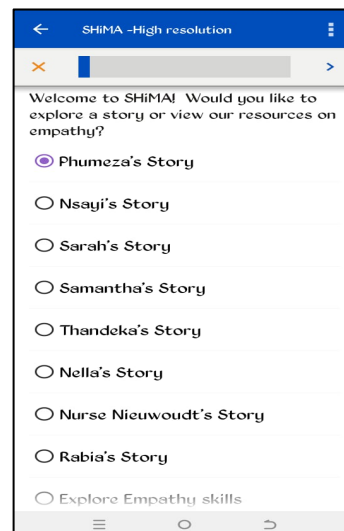 SHiMA -High resolution
Welcome to SHiMA! Would you like to
explore a story or view our resources on
empathy?
Phumeza's Story
Nsayi's Story
Sarah's Story
Samantha's Story
Thandeka's Story
Nella's Story
Nurse Nieuwoudt's Story
Rabia's Story
Explore Empathy skills